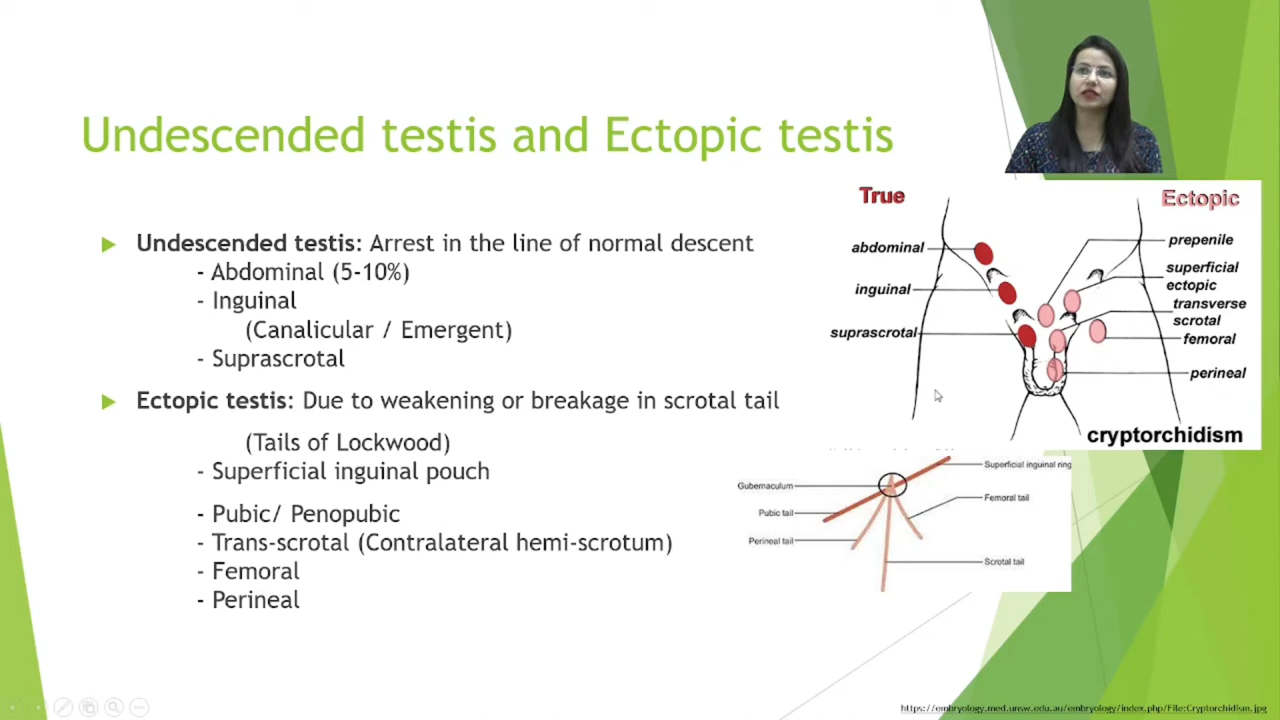 Undescended testis and Ectopic testis
Undescended testis: Arrest in the line of normal descent
- Abdominal (5-10%)
- Inguinal
(Canalicular / Emergent)
- Suprascrotal
Ectopic testis: Due to weakening or breakage in scrotal tail
(Tails of Lockwood)
- Superficial inguinal pouch
- Pubic/ Penopubic
- Trans-scrotal (Contralateral hemi-scrotum)
- Femoral
- Perineal
True
Ectopic
abdominal
inguinal
suprascrotal
prepenile
superficial
ectopic
transverse
scrotal
femoral
perineal
cryptorchidism
Gubernaculum
Pubic tail
Perineal tail
Superficial inguinal ring
Femoral tail
Scrotal tail
https://embryology.med.unsw.edu.au/embryology/index.php/File:Cryptorchidism.jpg